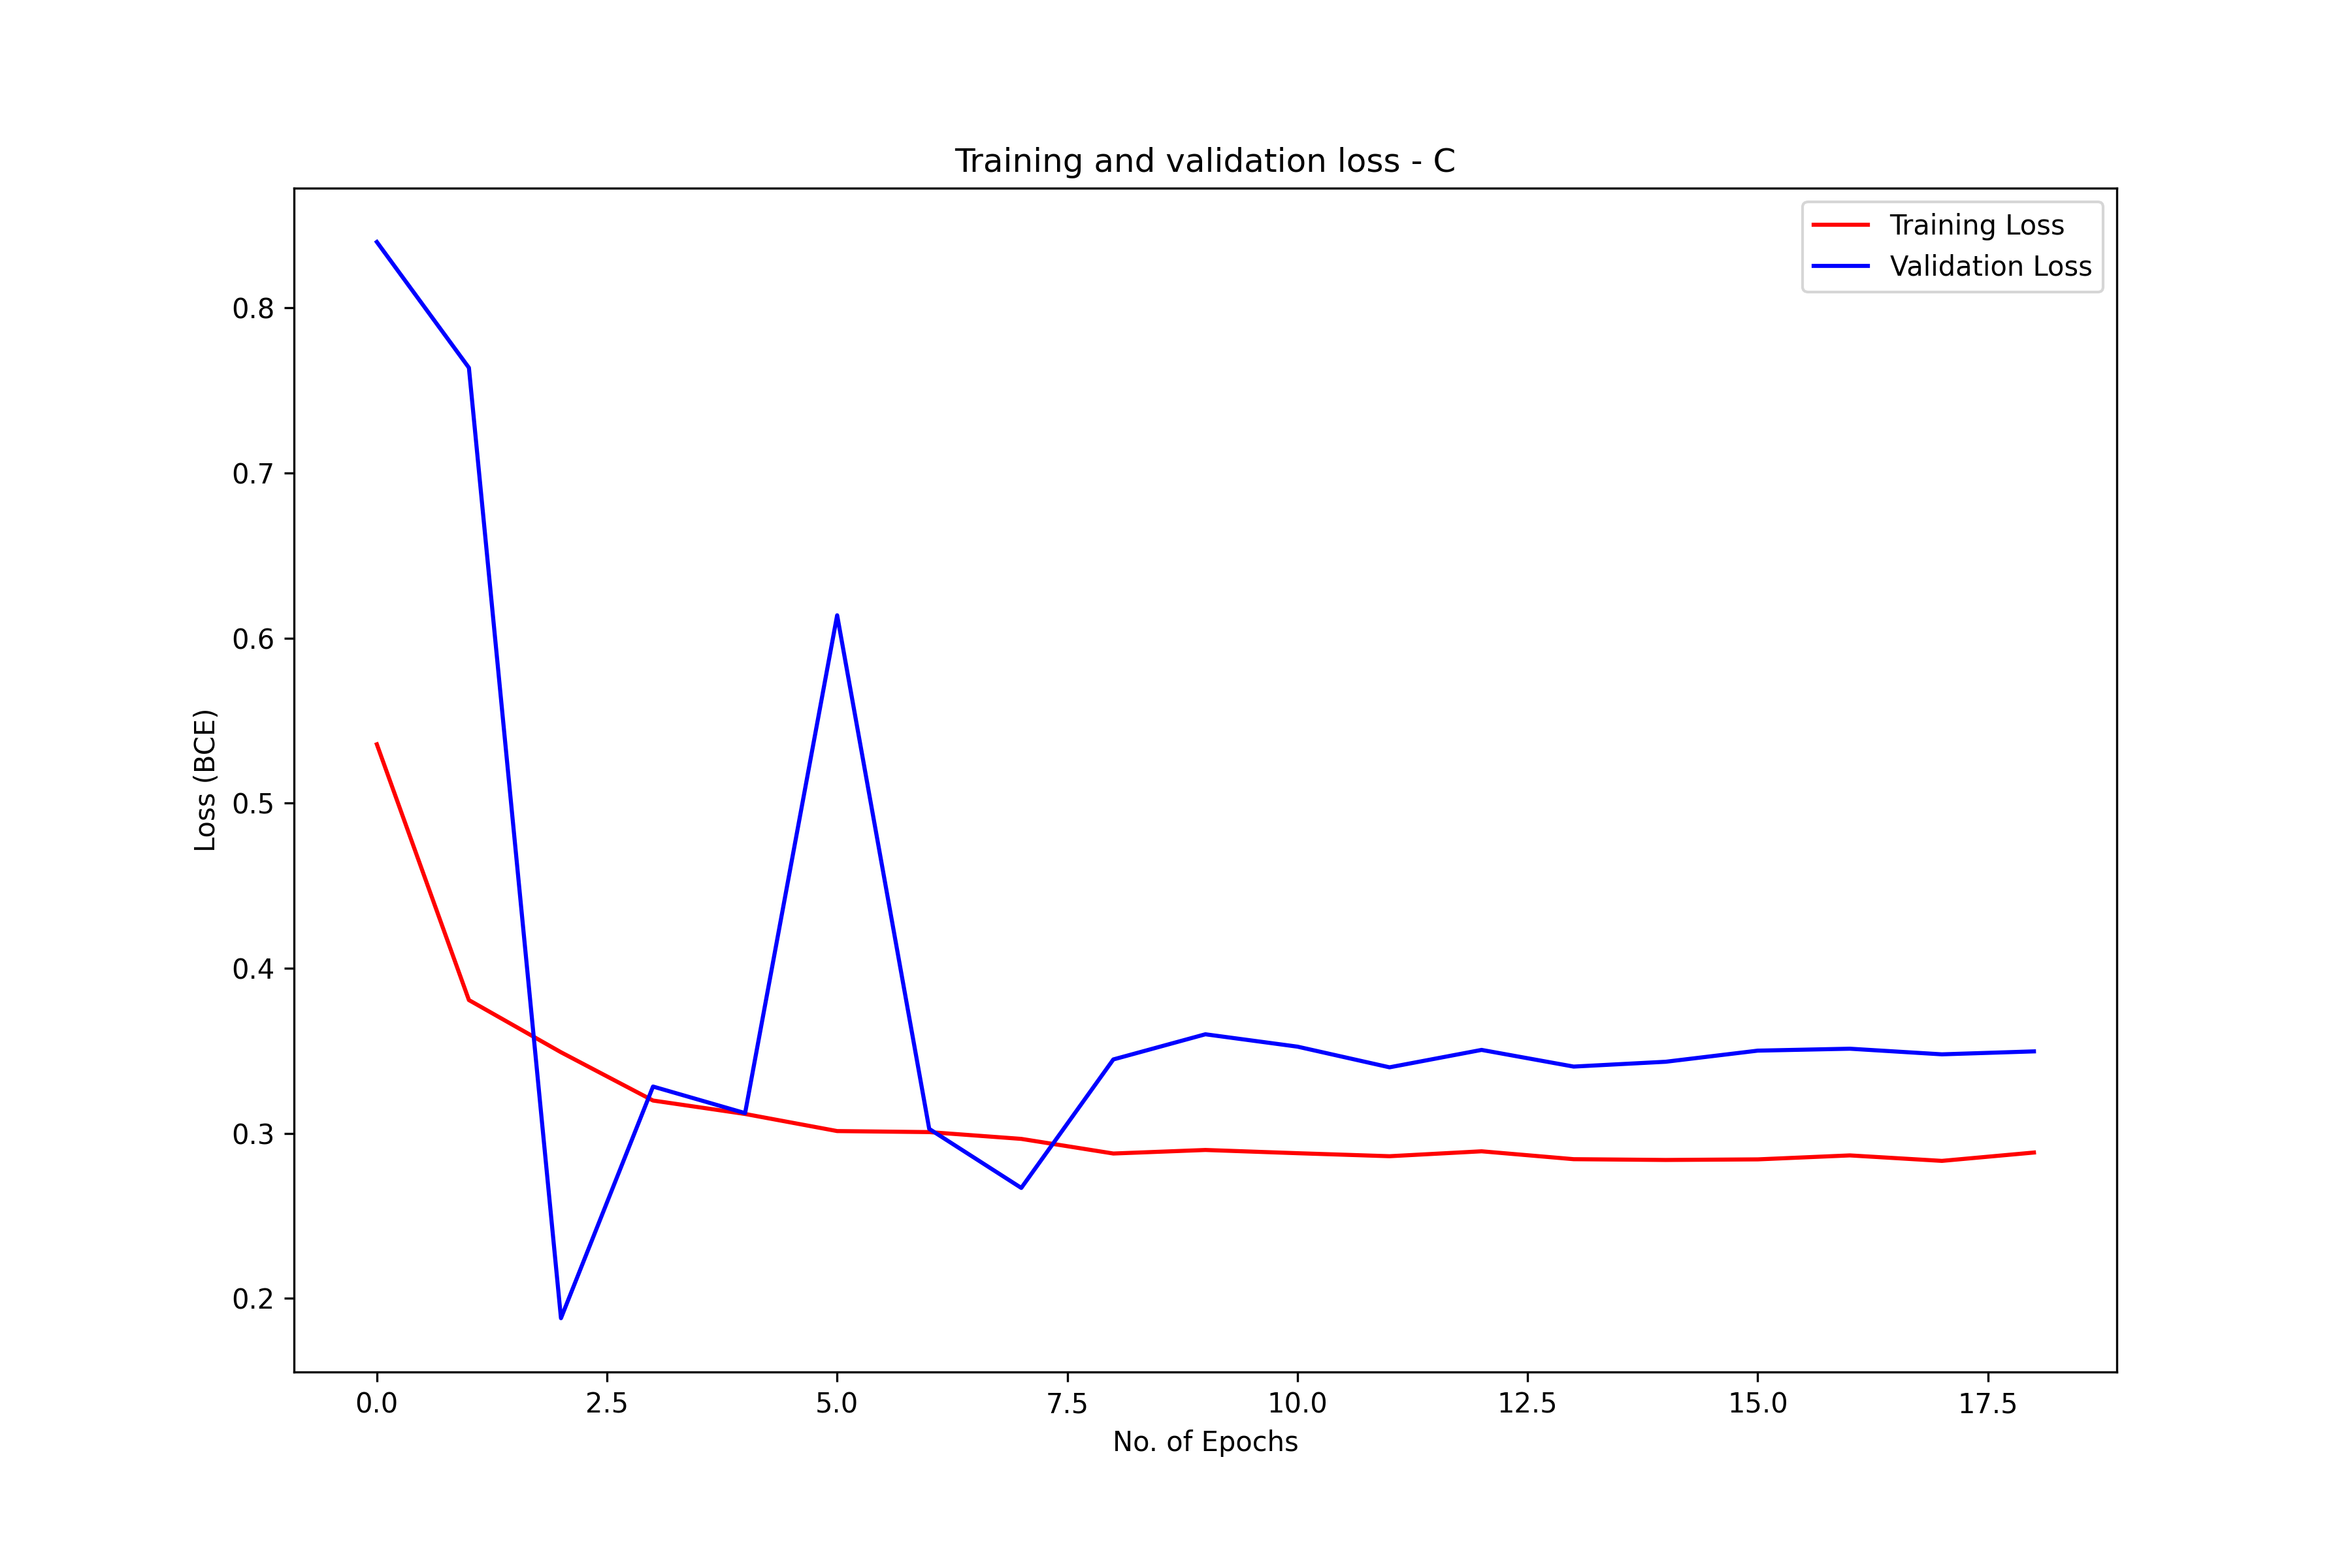 Training and validation loss - C
Training Loss
Validation Loss
Loss (BCE)
0.8
0.7
0.6
0.5
0.4
0.3
0.2
0.0 2.5 5.0 7.5 10.0 12.5 15.0 17.5
No. of Epochs